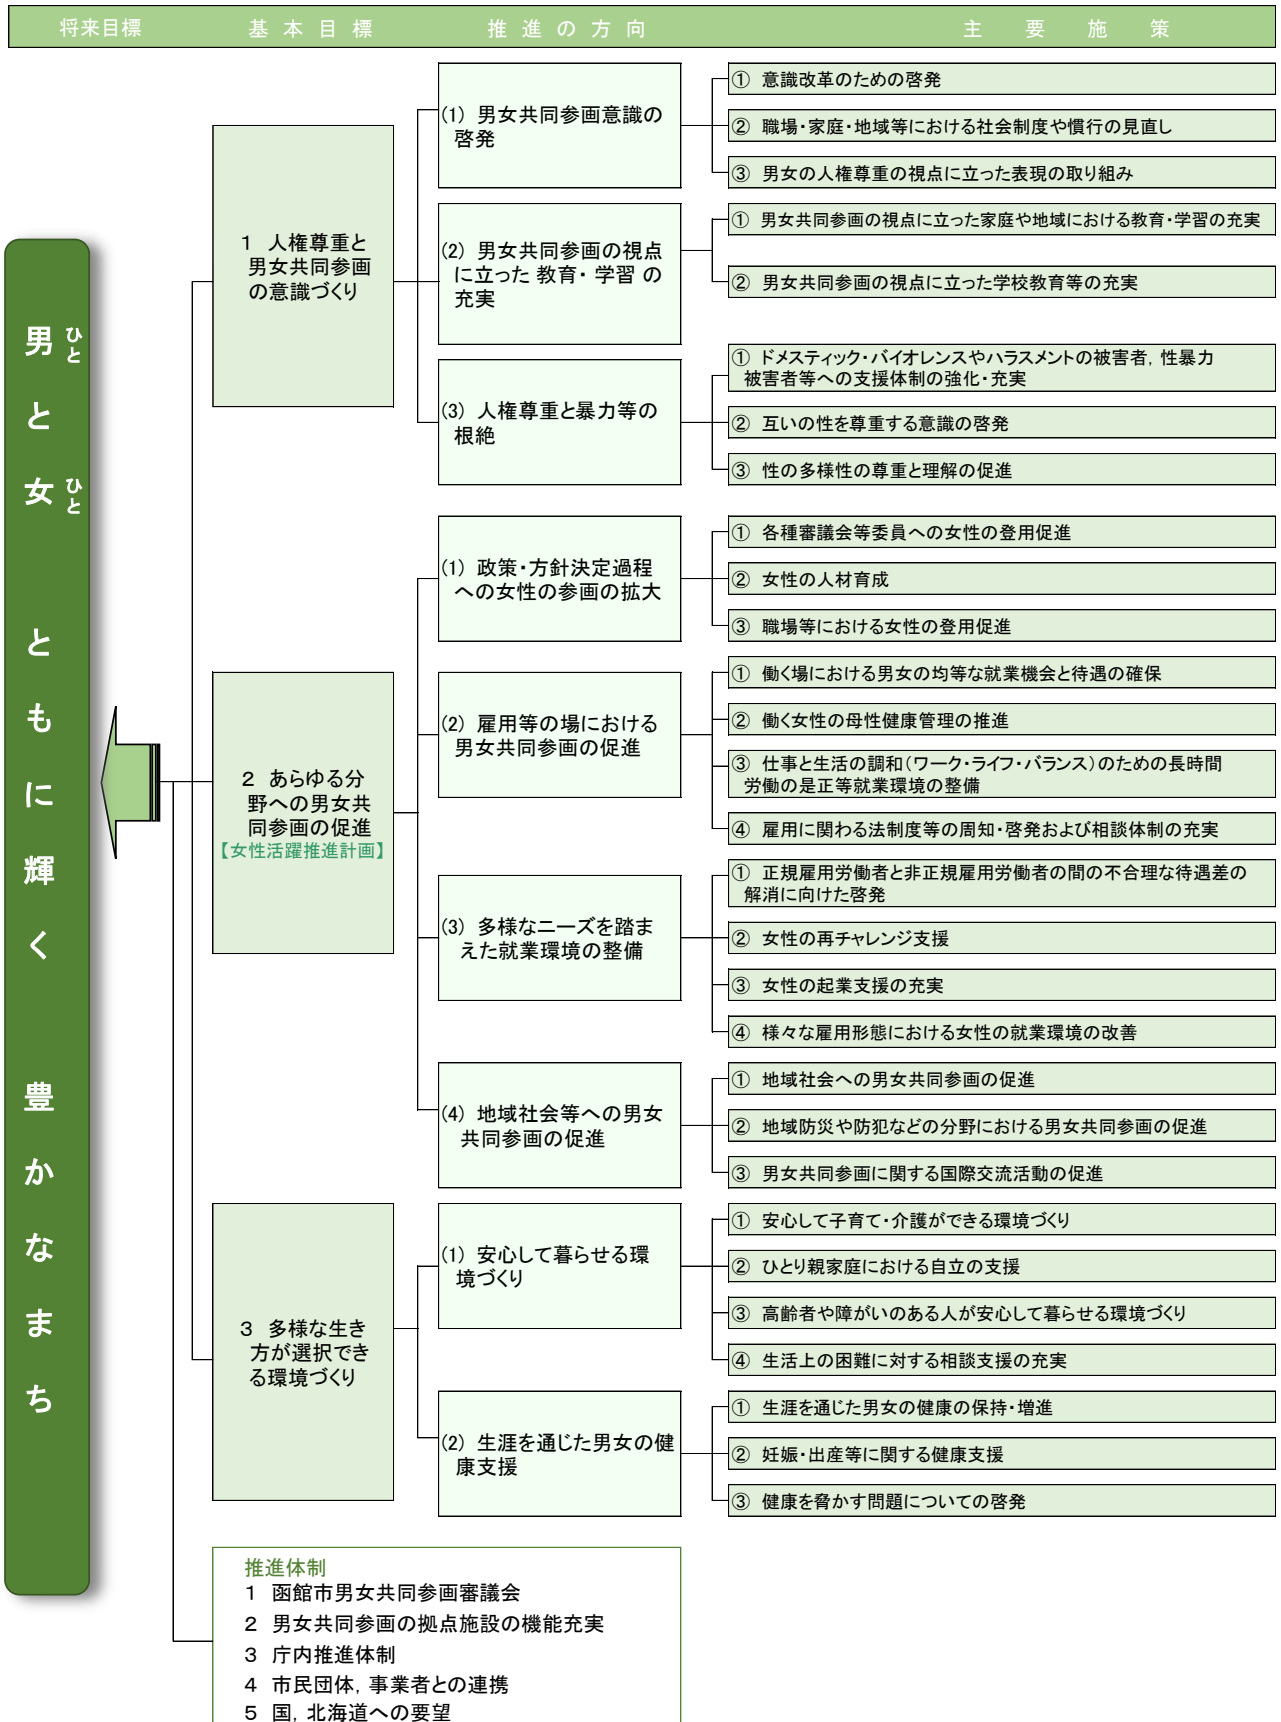 将来目標 基本目標 推進の方向 主要施策
男と女 ともに輝く 豊かなまち
ひと
ひと
1 人権尊重と
男女共同参画
の意識づくり
(1) 男女共同参画意識の
啓発
① 意識改革のための啓発
② 職場・家庭・地域等における社会制度や慣行の見直し
③ 男女の人権尊重の視点に立った表現の取り組み
(2) 男女共同参画の視点
に立った 教育・ 学習 の
充実
① 男女共同参画の視点に立った家庭や地域における教育・学習の充実
② 男女共同参画の視点に立った学校教育等の充実
(3) 人権尊重と暴力等の
根絶
① ドメスティック・バイオレンスやハラスメントの被害者, 性暴力
被害者等への支援体制の強化・充実
② 互いの性を尊重する意識の啓発
③ 性の多様性の尊重と理解の促進
2 あらゆる分
野への男女共
同参画の促進
【女性活躍推進計画】
(1) 政策・方針決定過程
への女性の参画の拡大
① 各種審議会等委員への女性の登用促進
② 女性の人材育成
③ 職場等における女性の登用促進
(2) 雇用等の場における
男女共同参画の促進
① 働く場における男女の均等な就業機会と待遇の確保
② 働く女性の母性健康管理の推進
③ 仕事と生活の調和(ワーク・ライフ・バランス)のための長時間
労働の是正等就業環境の整備
④ 雇用に関わる法制度等の周知・啓発および相談体制の充実
(3) 多様なニーズを踏ま
えた就業環境の整備
① 正規雇用労働者と非正規雇用労働者の間の不合理な待遇差の
解消に向けた啓発
② 女性の再チャレンジ支援
③ 女性の起業支援の充実
④ 様々な雇用形態における女性の就業環境の改善
(4) 地域社会等への男女
共同参画の促進
① 地域社会への男女共同参画の促進
② 地域防災や防犯などの分野における男女共同参画の促進
③ 男女共同参画に関する国際交流活動の促進
3 多様な生き
方が選択でき
る環境づくり
(1) 安心して暮らせる環
境づくり
① 安心して子育て・介護ができる環境づくり
② ひとり親家庭における自立の支援
③ 高齢者や障がいのある人が安心して暮らせる環境づくり
④ 生活上の困難に対する相談支援の充実
(2) 生涯を通じた男女の健
康支援
① 生涯を通じた男女の健康の保持・増進
② 妊娠・出産等に関する健康支援
③ 健康を脅かす問題についての啓発
推進体制
1 函館市男女共同参画審議会
2 男女共同参画の拠点施設の機能充実
3 庁内推進体制
4 市民団体, 事業者との連携
5 国, 北海道への要望